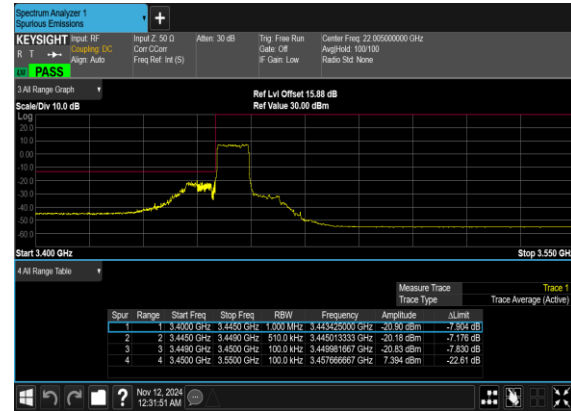 Spectrum Analyzer 1
Spurious Emissions
+
KEYSIGHT Input: RF Input Z: 50 Ω Atten: 30 dB Trig: Free Run Center Freq: 22.005000000 GHz
R T Coupling: DC Corr CCorr Gate: Off Avg|Hold: 100/100
Align: Auto Freq Ref: Int (S) IF Gain: Low Radio Std: None
PASS
3 All Range Graph
Ref Lvl Offset 15.88 dB
Scale/Div 10.0 dB Ref Value 30.00 dBm
Log
20.0
10.0
0.00
-10.0
-20.0
-30.0
-40.0
-50.0
-60.0
Start 3.400 GHz Stop 3.550 GH
4 All Range Table
Measure Trace Trace 1
Trace Type Trace Average (Active)
Spur Range Start Freq Stop Freq RBW Frequency Amplitude ΔLimit
1 1 3.4000 GHz 3.4450 GHz 1.000 MHz 3.443425000 GHz -20.90 dBm -7.904 dB
2 2 3.4450 GHz 3.4490 GHz 510.0 kHz 3.445013333 GHz -20.18 dBm -7.176 dB
3 3 3.4490 GHz 3.4500 GHz 100.0 kHz 3.449981667 GHz -20.83 dBm -7.830 dB
4 4 3.4500 GHz 3.5500 GHz 100.0 kHz 3.457666667 GHz 7.394 dBm -22.61 dB
?
Nov 12, 2024
12:31:51 AM